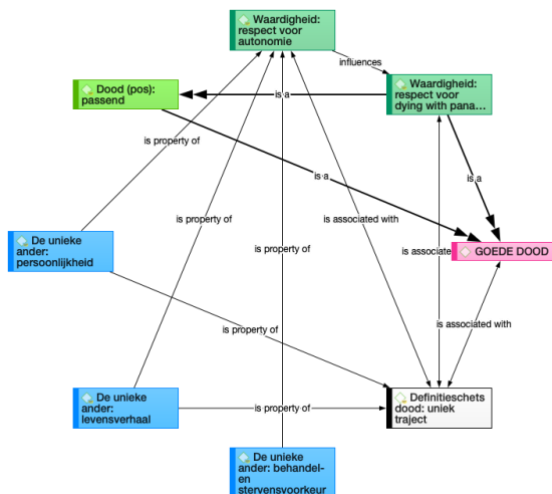 Waardigheid:
respect voor
autonomie
influences
Dood (pos):
passend
is a
Waardigheid:
respect voor
dying with pana...
is property of
is a
is a
is property of
is associated with
De unieke
ander:
persoonlijkheid
is property of
is associate
GOEDE DOOD
is property of
is associated with
De unieke
ander:
levensverhaal
is property of
Definitieschets
dood: uniek
traject
De unieke
ander: behandel-
en
stervensvoorkeur